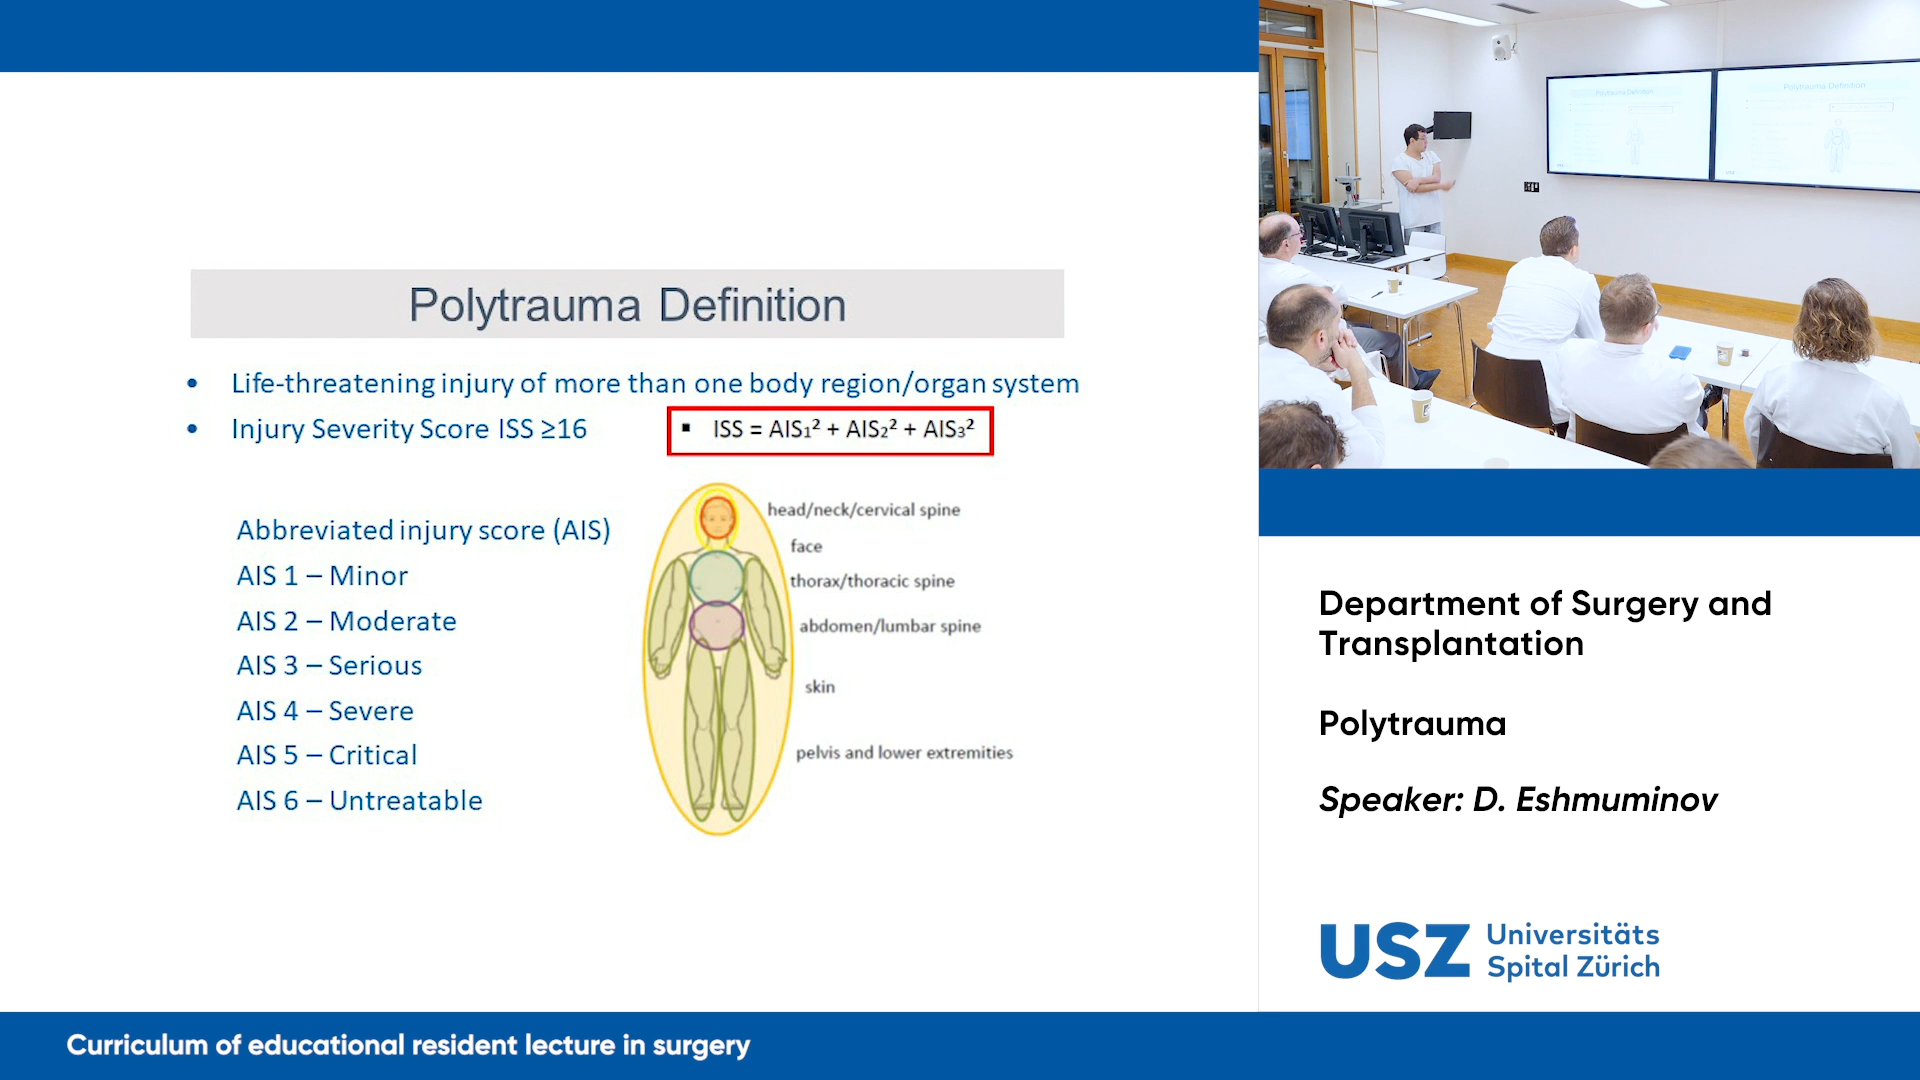 Polytrauma Definition
• Life-threatening injury of more than one body region/organ system
• Injury Severity Score ISS ≥16
▪ ISS = AIS₁² + AIS₂² + AIS₃²
Abbreviated injury score (AIS)
AIS 1 – Minor
AIS 2 – Moderate
AIS 3 – Serious
AIS 4 – Severe
AIS 5 – Critical
AIS 6 – Untreatable
head/neck/cervical spine
face
thorax/thoracic spine
abdomen/lumbar spine
skin
pelvis and lower extremities
Polytrauma Definition
Polytrauma Definition
Department of Surgery and
Transplantation
Polytrauma
Speaker: D. Eshmuminov
USZ Universitäts
Spital Zürich
Curriculum of educational resident lecture in surgery